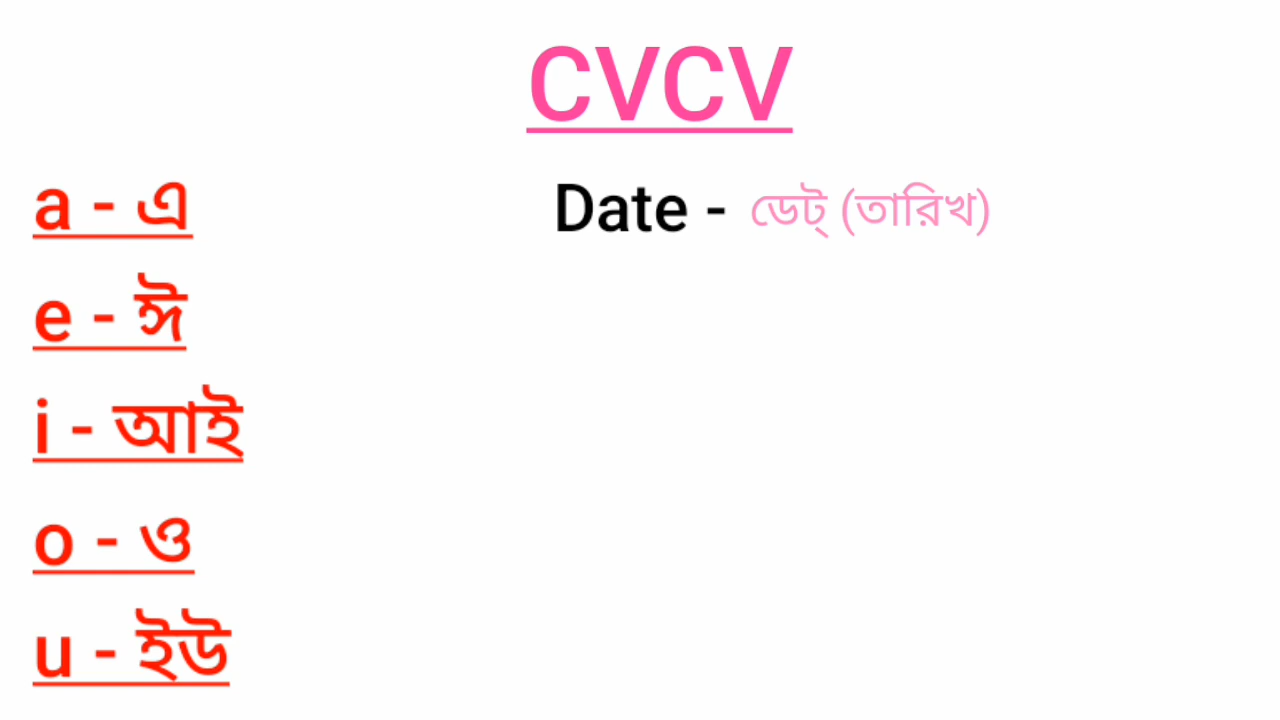 CVCV
a - এ
Date - ডেট্ (তারিখ)
e - ঈ
i - আই
o - ও
u - ইউ